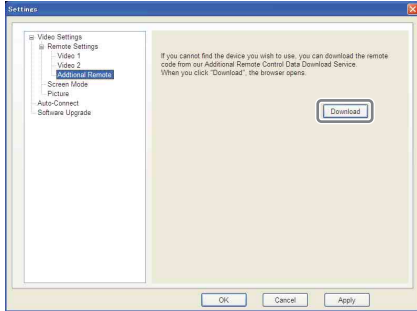 Settings
Video Settings
Remote Settings
Video 1
Video 2
Addtional Remote
Screen Mode
Picture
Auto-Connect
Software Upgrade
If you cannot find the device you wish to use, you can download the remote
code from our Additional Remote Control Data Download Service.
When you click "Download", the browser opens.
Download
OK
Cancel
Apply